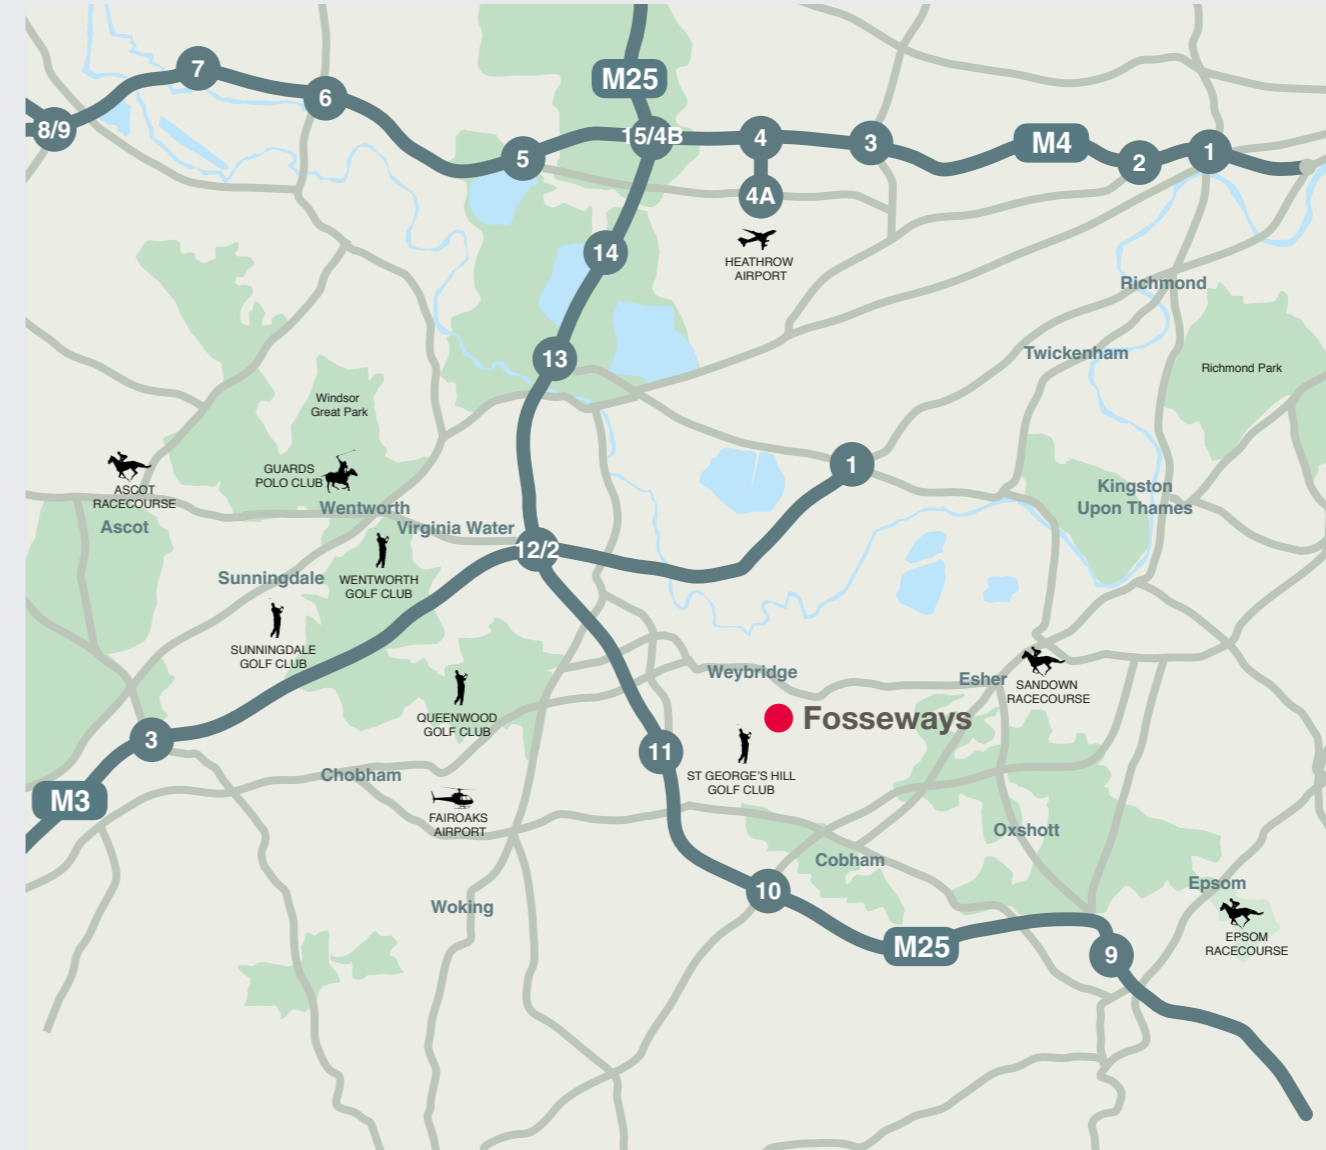 M25
7
6
8/9
15/4B
4
3
M4
2
1
5
4A
14
HEATHROW
AIRPORT
Richmond
13
Twickenham
Richmond Park
Windsor
Great Park
1
GUARDS
POLO CLUB
ASCOT
RACECOURSE
Ascot
Kingston
Upon Thames
Wentworth
Virginia Water
12/2
Sunningdale
WENTWORTH
GOLF CLUB
SUNNINGDALE
GOLF CLUB
Weybridge
Esher
SANDOWN
RACECOURSE
QUEENWOOD
GOLF CLUB
Fosseways
3
11
ST GEORGE'S HILL
GOLF CLUB
Chobham
M3
FAIROAKS
AIRPORT
Oxshott
Cobham
10
Epsom
Woking
M25
9
EPSOM
RACECOURSE